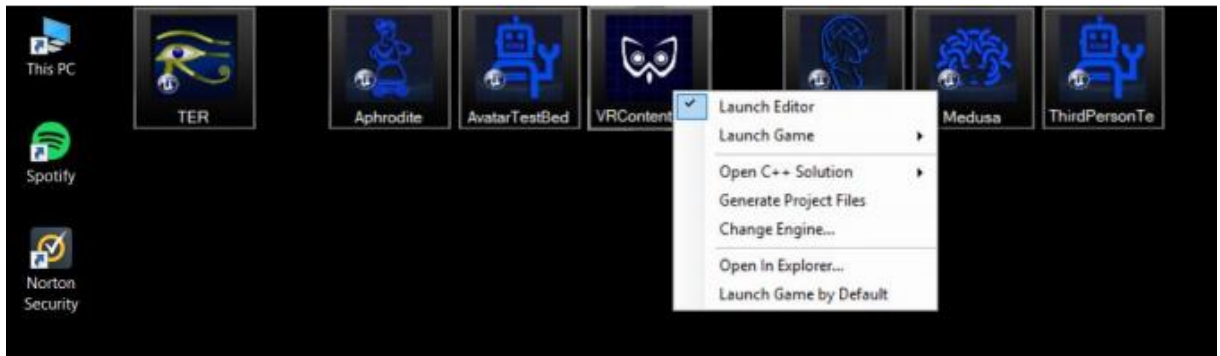 This PC
TER
Aphrodite
AvatarTestBed
VRContent
Medusa
ThirdPersonTe
Launch Editor
Launch Game
Open C++ Solution
Generate Project Files
Change Engine...
Open In Explorer...
Launch Game by Default
Spotify
Norton
Security